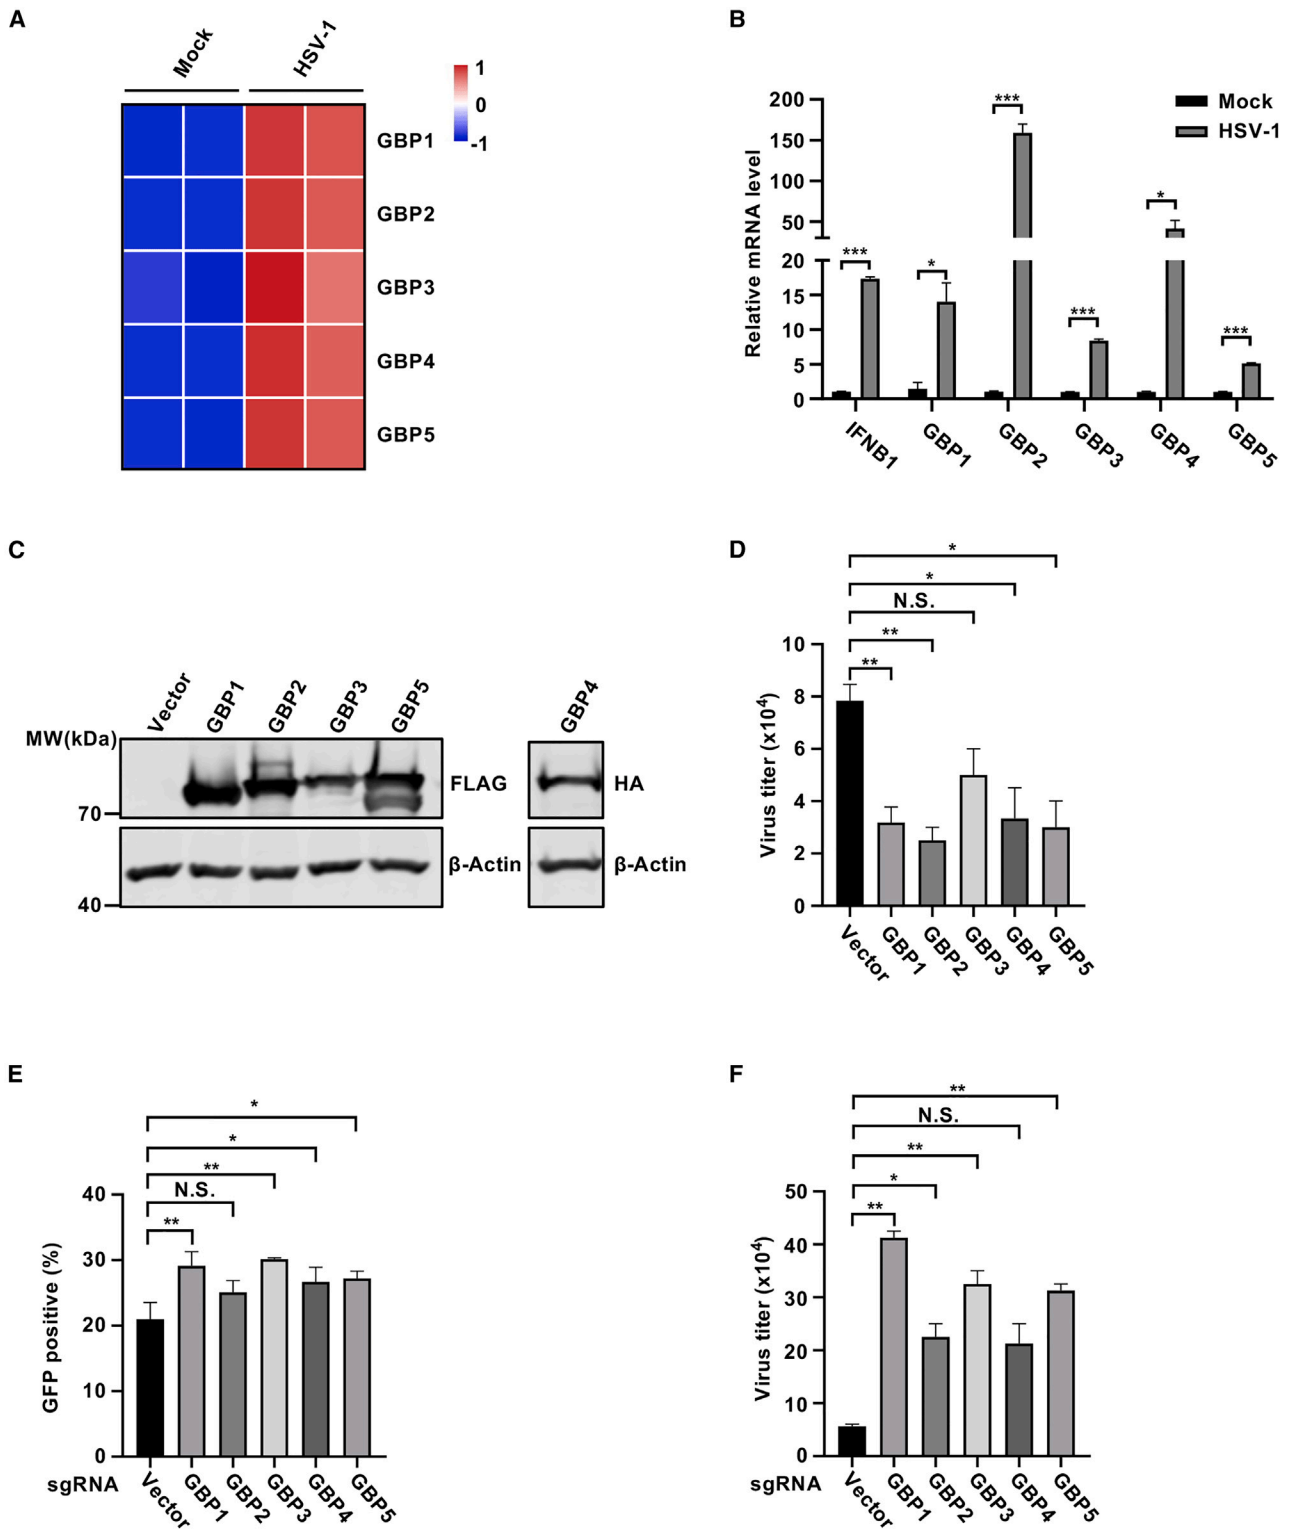 A
Mock
HSV-1
1
0
-1
GBP1
GBP2
GBP3
GBP4
GBP5
B
Mock
HSV-1
Relative mRNA level
200
150
100
50
20
15
10
5
0
***
*
***
***
*
***
IFNB1
GBP1
GBP2
GBP3
GBP4
GBP5
C
Vector
GBP1
GBP2
GBP3
GBP5
GBP4
MW(kDa)
70
40
FLAG
HA
β-Actin
β-Actin
D
*
*
N.S.
**
**
Virus titer (x10⁴)
10
8
6
4
2
0
Vector
GBP1
GBP2
GBP3
GBP4
GBP5
E
*
*
**
N.S.
**
GFP positive (%)
40
30
20
10
0
sgRNA
Vector
GBP1
GBP2
GBP3
GBP4
GBP5
F
**
N.S.
**
*
**
Virus titer (x10⁴)
50
40
30
20
10
0
sgRNA
Vector
GBP1
GBP2
GBP3
GBP4
GBP5